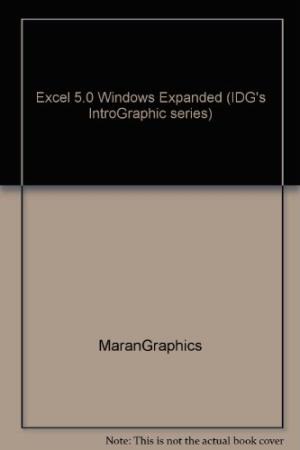 Excel 5.0 Windows Expanded (IDG's
IntroGraphic series)
MaranGraphics
Note: This is not the actual book cover